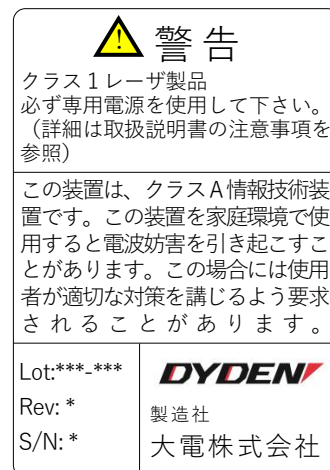 警告
クラス1レーザ製品
必ず専用電源を使用して下さい。
（詳細は取扱説明書の注意事項を
参照）
この装置は、クラスA情報技術装
置です。この装置を家庭環境で使
用すると電波妨害を引き起こすこ
とがあります。この場合には使用
者が適切な対策を講じるよう要求
されることがあります。
Lot:***-***
Rev: *
S/N: *
DYDEN
製造社
大電株式会社